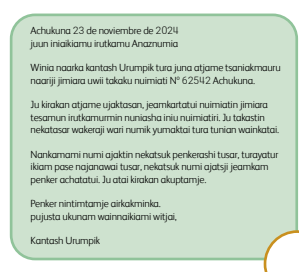 Achukuna 23 de noviembre de 2024
juun iniaikiamu irutkamu Anaznumia
Winia naarka kantash Urumpik tura juna atjame tsaniakmauru
naariji jimiara uwii takaku nuimiati N° 62542 Achukuna.
Ju kirakan atjame ujaktasan, jeamkartatui nuimiatin jimiara
tesamun irutkamurmin nuniasha iniu nuimiatiri. Ju takastin
nekatasar wakeraji wari numik yumaktai tura tunian wainkatai.
Nankamami numi ajaktin nekatsuk penkerashi tusar, turayatur
ikiam pase najanawai tusar, nekatsuk numi ajatsji jeamkam
penker achatatui. Ju atai kirakan akuptamje.
Penker nintimtamje airkakminka.
pujusta ukunam wainnaikiami witjai,
Kantash Urumpik